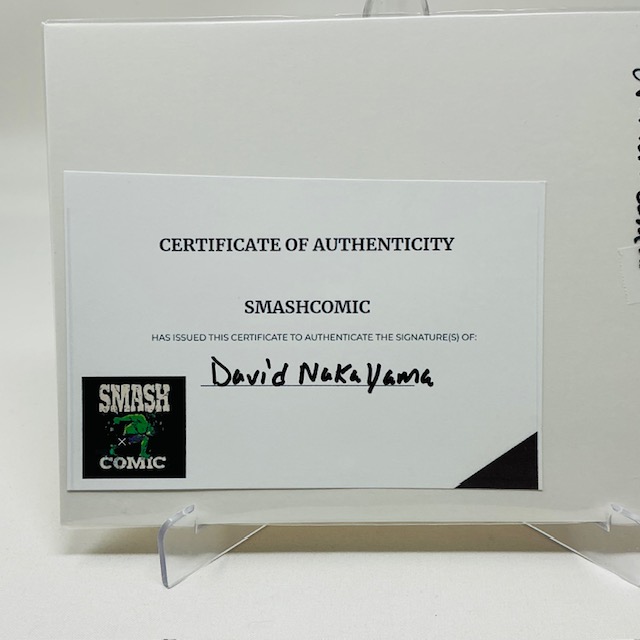 CERTIFICATE OF AUTHENTICITY
SMASHCOMIC
HAS ISSUED THIS CERTIFICATE TO AUTHENTICATE THE SIGNATURE(S) OF:
David Nakayama
SMASH
COMIC